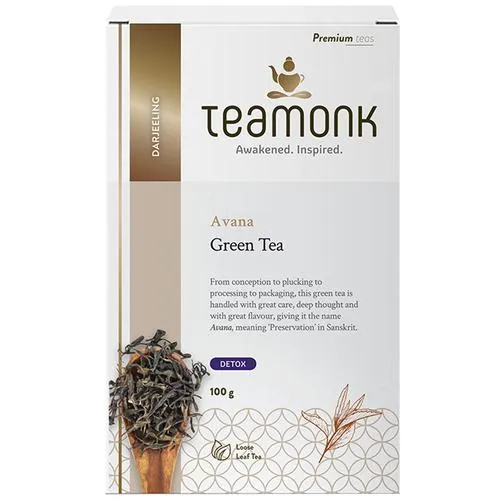 Premium teas
DARJEELING
teamonk
Awakened. Inspired.
Avana
Green Tea
From conception to plucking to
processing to packaging, this green tea is
handled with great care, deep thought and
with great flavour, giving it the name
Avana, meaning 'Preservation' in Sanskrit.
DETOX
100 g
Loose
Leaf Tea